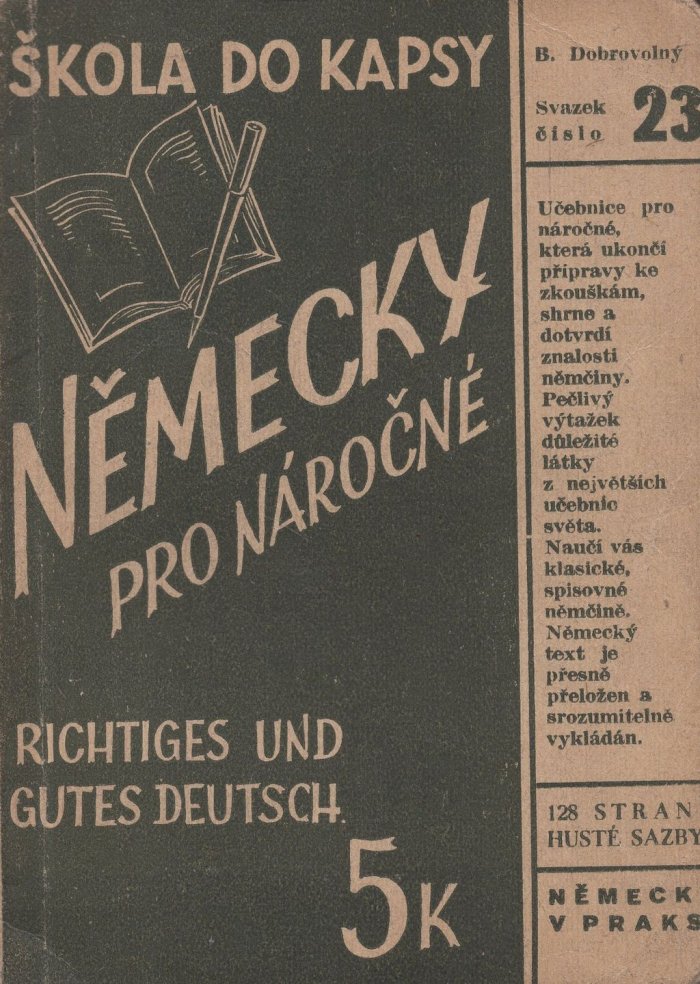 ŠKOLA DO KAPSY
NĚMECKY
PRO NÁROČNÉ
RICHTIGES UND
GUTES DEUTSCH.
5K
B. Dobrovolný
Svazek
číslo 23
Učebnice pro
náročné,
která ukončí
přípravy ke
zkouškám,
shrne a
dotvrdí
znalosti
němčiny.
Pečlivý
výtažek
důležité
látky
z největších
učebnic
světa.
Naučí vás
klasické,
spisovné
němčině.
Německý
text je
přesně
přeložen a
srozumitelně
vykládán.
128 STRAN
HUSTÉ SAZBY
NĚMECK
V PRAKS